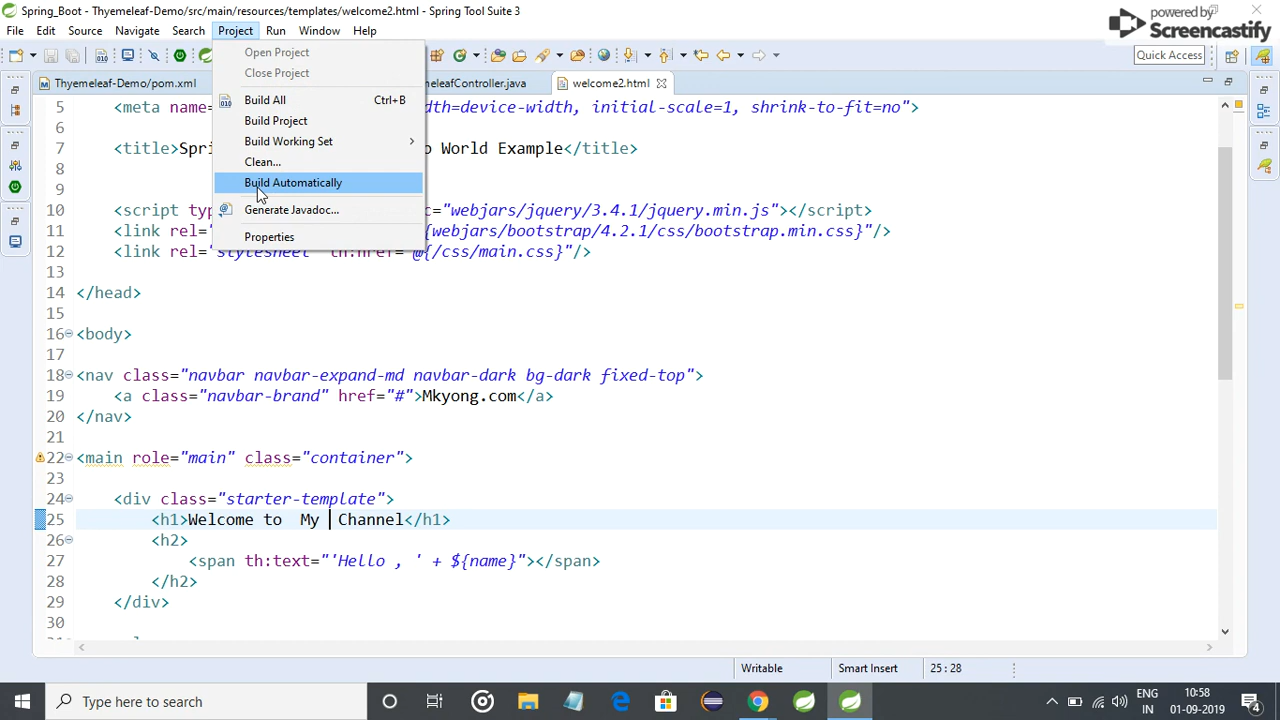 Spring_Boot - Thyemeleaf-Demo/src/main/resources/templates/welcome2.html - Spring Tool Suite 3
powered by
Screencastify
File Edit Source Navigate Search Project Run Window Help
Quick Access
Thyemeleaf-Demo/pom.xml
meleafController.java
welcome2.html
Open Project
Close Project
Build All Ctrl+B
Build Project
Build Working Set
Clean...
Build Automatically
Generate Javadoc...
Properties
5 <meta name= dth=device-width, initial-scale=1, shrink-to-fit=no">
6
7 <title>Spr o World Example</title>
8
9
10 <script typ c="webjars/jquery/3.4.1/jquery.min.js"></script>
11 <link rel= {webjars/bootstrap/4.2.1/css/bootstrap.min.css}"/>
12 <link rel="stylesheet" th:href="@{/css/main.css}"/>
13
14 </head>
15
16 <body>
17
18 <nav class="navbar navbar-expand-md navbar-dark bg-dark fixed-top">
19 <a class="navbar-brand" href="#">Mkyong.com</a>
20 </nav>
21
22 <main role="main" class="container">
23
24 <div class="starter-template">
25 <h1>Welcome to  My  Channel</h1>
26 <h2>
27 <span th:text="'Hello , ' + ${name}"></span>
28 </h2>
29 </div>
30
Writable Smart Insert 25 : 28
Type here to search
ENG
IN
10:58
01-09-2019
4